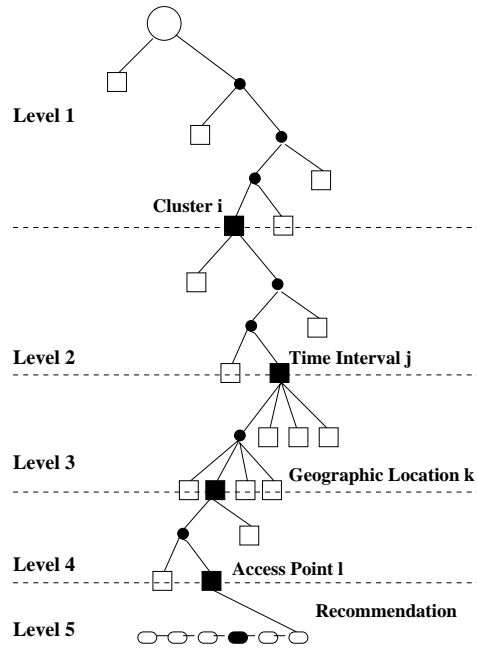 Level 1
Cluster i
Level 2
Time Interval j
Level 3
Geographic Location k
Level 4
Access Point l
Recommendation
Level 5